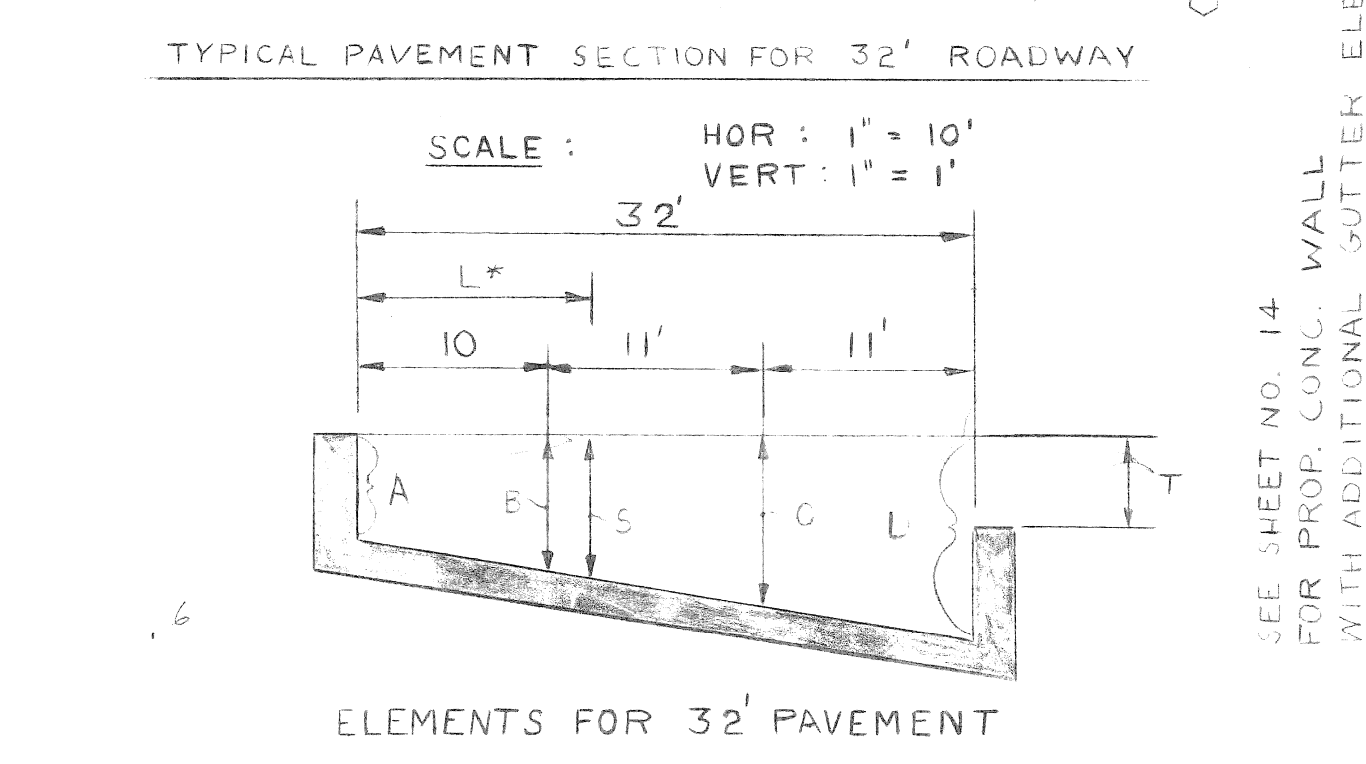 TYPICAL PAVEMENT SECTION FOR 32' ROADWAY
SCALE : HOR : 1" = 10'
VERT : 1" = 1'
32'
L*
10 11' 11'
A B S C D T
6
ELEMENTS FOR 32' PAVEMENT
SEE SHEET NO. 14
FOR PROP. CONC. WALL
WITH ADDITIONAL GUTTER